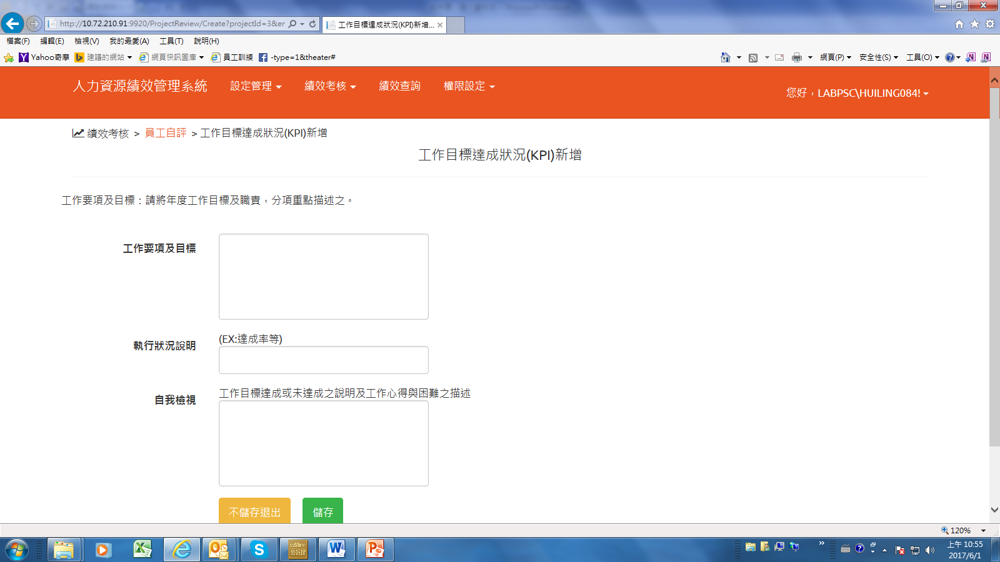 http://10.72.210.91:9920/ProjectReview/Create?projectId=3&er
工作目標達成狀況(KPI)新增...
檔案(F) 編輯(E) 檢視(V) 我的最愛(A) 工具(T) 說明(H)
Yahoo奇摩 建議的網站 網頁快訊圖庫 員工訓練 -type=1&theater#
網頁(P) 安全性(S) 工具(O)
人力資源績效管理系統 設定管理 績效考核 績效查詢 權限設定
您好，LABPSC\HUILING084!
績效考核 > 員工自評 > 工作目標達成狀況(KPI)新增
工作目標達成狀況(KPI)新增
工作要項及目標：請將年度工作目標及職責，分項重點描述之。
工作要項及目標
(EX:達成率等)
執行狀況說明
工作目標達成或未達成之說明及工作心得與困難之描述
自我檢視
不儲存退出 儲存
120%
ezMine
金好探
上午 10:55
2017/6/1